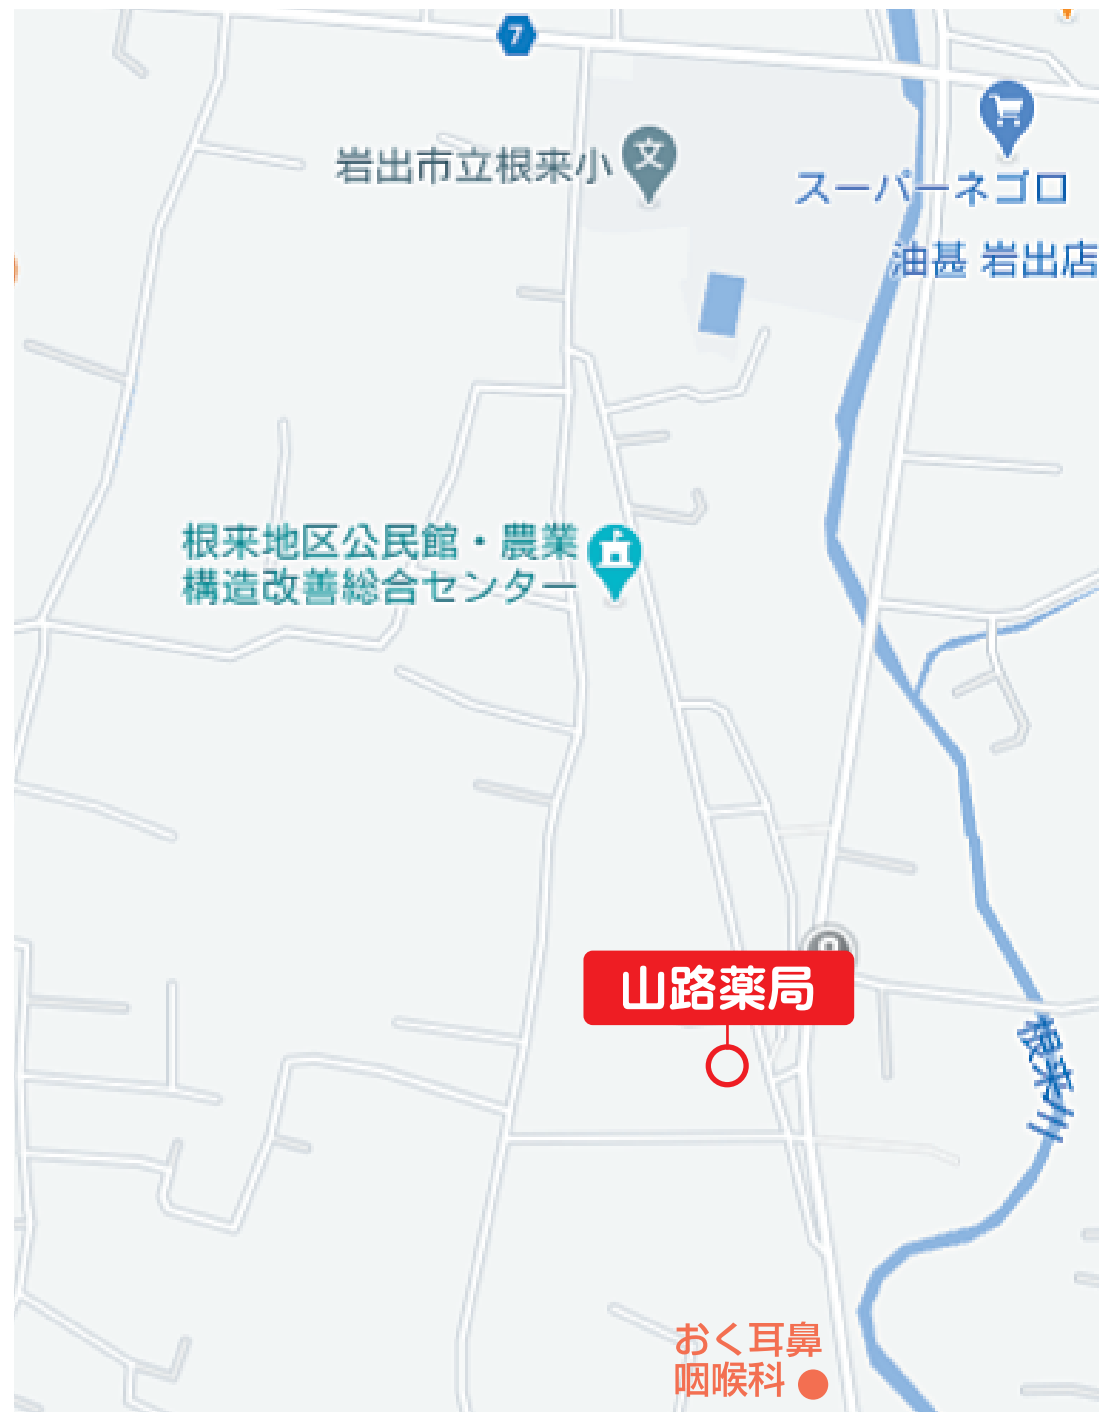 7
岩出市立根来小
文
スーパーネゴロ
油甚 岩出店
根来地区公民館・農業
構造改善総合センター
山路薬局
根来川
おく耳鼻
咽喉科